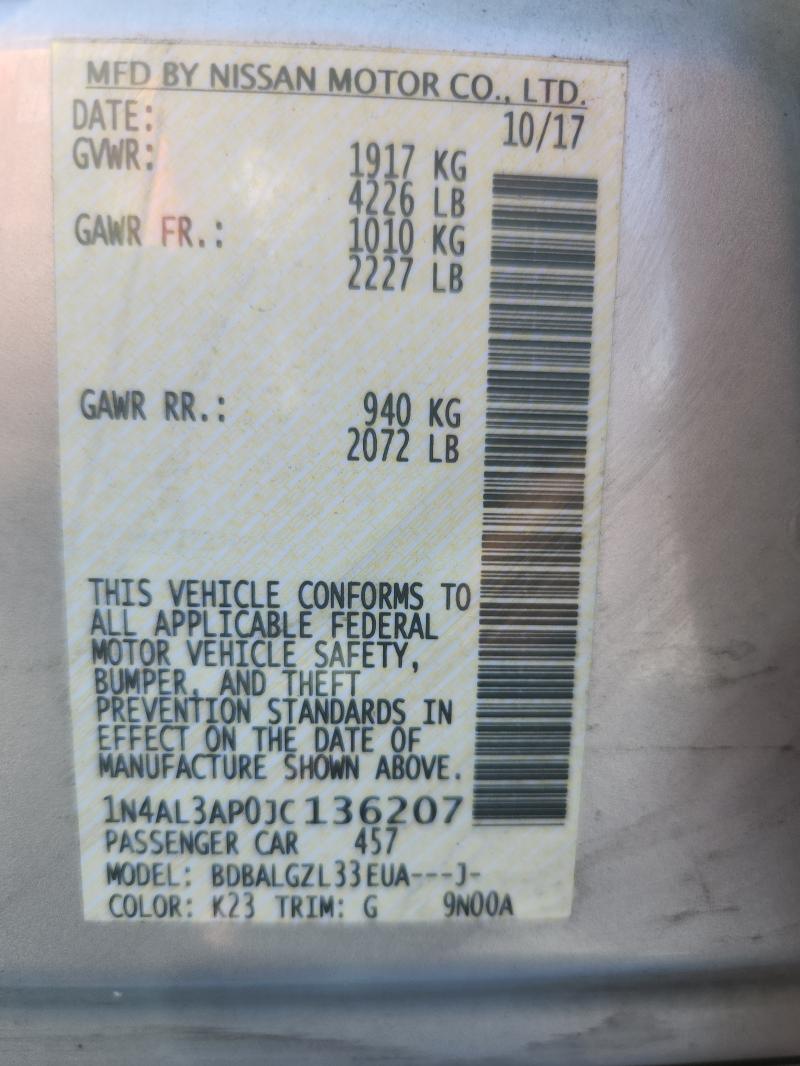 MFD BY NISSAN MOTOR CO., LTD.
DATE: 10/17
GVWR: 1917 KG
4226 LB
GAWR FR.: 1010 KG
2227 LB
GAWR RR.: 940 KG
2072 LB
THIS VEHICLE CONFORMS TO
ALL APPLICABLE FEDERAL
MOTOR VEHICLE SAFETY,
BUMPER, AND THEFT
PREVENTION STANDARDS IN
EFFECT ON THE DATE OF
MANUFACTURE SHOWN ABOVE.
1N4AL3AP0JC136207
PASSENGER CAR 457
MODEL: BDBALGZL33EUA---J-
COLOR: K23 TRIM: G 9N00A